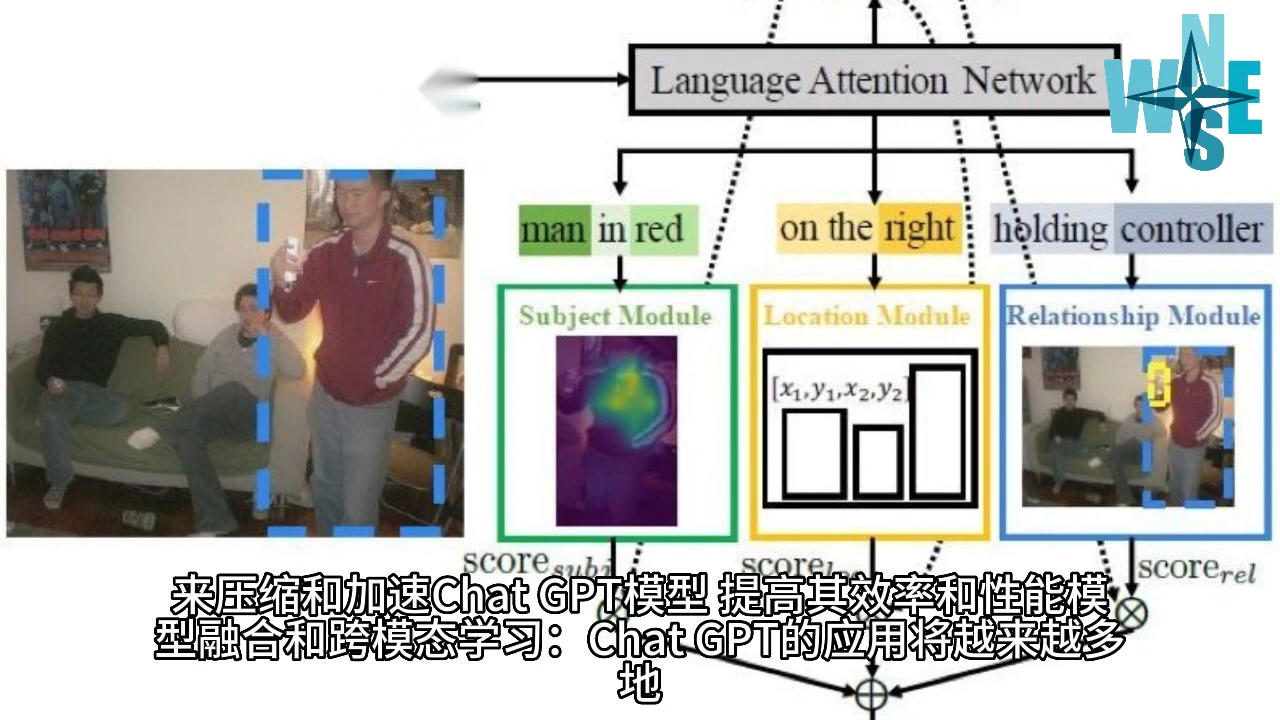 Language Attention Network
N
W E
S
man in red
on the right
holding controller
Subject Module
Location Module
Relationship Module
[x₁,y₁,x₂,y₂]
score_subj
score
score_rel
来压缩和加速Chat GPT模型 提高其效率和性能模
型融合和跨模态学习：Chat GPT的应用将越来越多
地